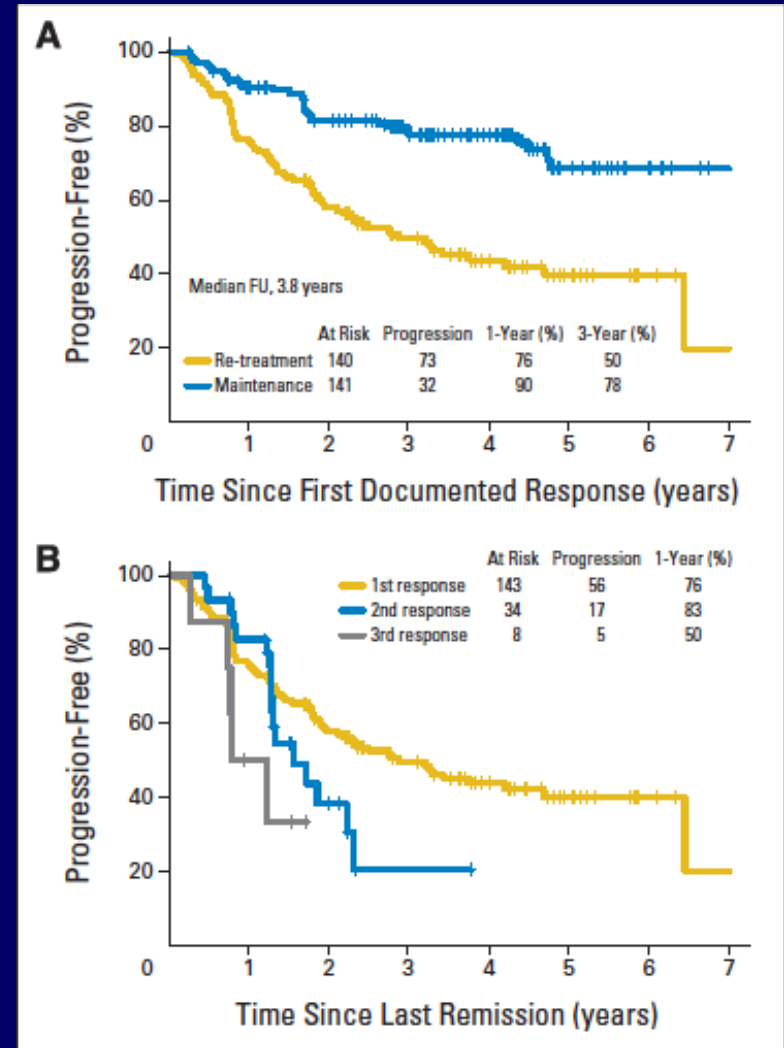 A
Progression-Free (%)
100
80
60
40
20
0
Median FU, 3.8 years
At Risk Progression 1-Year (%) 3-Year (%)
Re-treatment 140 73 76 50
Maintenance 141 32 90 78
1 2 3 4 5 6 7
Time Since First Documented Response (years)
B
Progression-Free (%)
100
80
60
40
20
0
At Risk Progression 1-Year (%)
1st response 143 56 76
2nd response 34 17 83
3rd response 8 5 50
1 2 3 4 5 6 7
Time Since Last Remission (years)